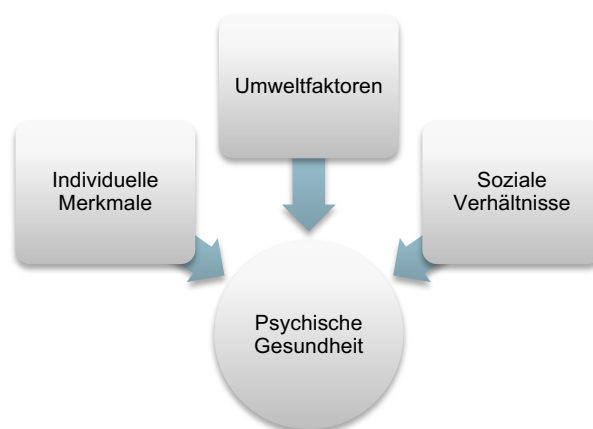 Umweltfaktoren
Individuelle
Merkmale
Soziale
Verhältnisse
Psychische
Gesundheit